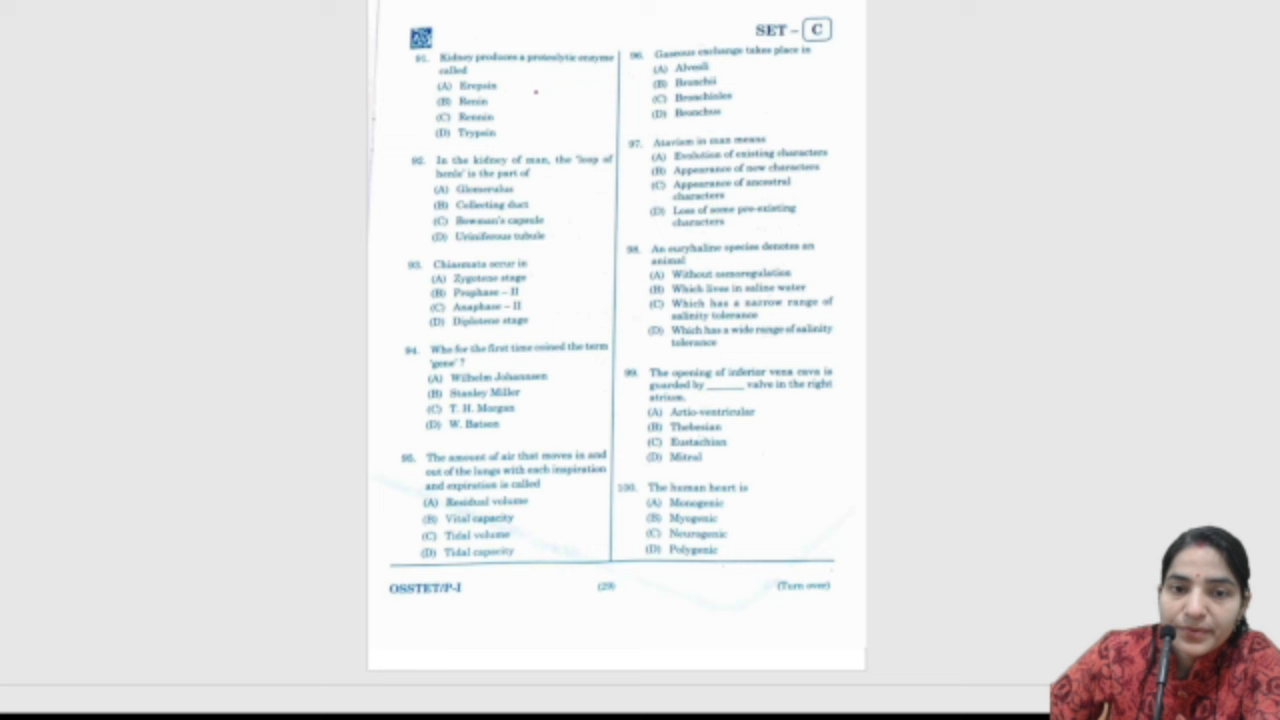 SET – C
91. Kidney produces a proteolytic enzyme
called
(A) Erepsin
(B) Renin
(C) Rennin
(D) Trypsin
92. In the kidney of man, the 'loop of
henle' is the part of
(A) Glomerulus
(B) Collecting duct
(C) Bowman's capsule
(D) Uriniferous tubule
93. Chiasmata occur in
(A) Zygotene stage
(B) Prophase – II
(C) Anaphase – II
(D) Diplotene stage
94. Who for the first time coined the term
'gene' ?
(A) Wilhelm Johannsen
(B) Stanley Miller
(C) T. H. Morgan
(D) W. Batson
95. The amount of air that moves in and
out of the lungs with each inspiration
and expiration is called
(A) Residual volume
(B) Vital capacity
(C) Tidal volume
(D) Tidal capacity
96. Gaseous exchange takes place in
(A) Alveoli
(B) Bronchii
(C) Bronchioles
(D) Bronchus
97. Atavism in man means
(A) Evolution of existing characters
(B) Appearance of new characters
(C) Appearance of ancestral
characters
(D) Loss of some pre-existing
characters
98. An euryhaline species denotes an
animal
(A) Without osmoregulation
(B) Which lives in saline water
(C) Which has a narrow range of
salinity tolerance
(D) Which has a wide range of salinity
tolerance
99. The opening of inferior vena cava is
guarded by ______ valve in the right
atrium.
(A) Artio-ventricular
(B) Thebesian
(C) Eustachian
(D) Mitral
100. The human heart is
(A) Monogenic
(B) Myogenic
(C) Neurogenic
(D) Polygenic
OSSTET/P-I
(29)
(Turn over)